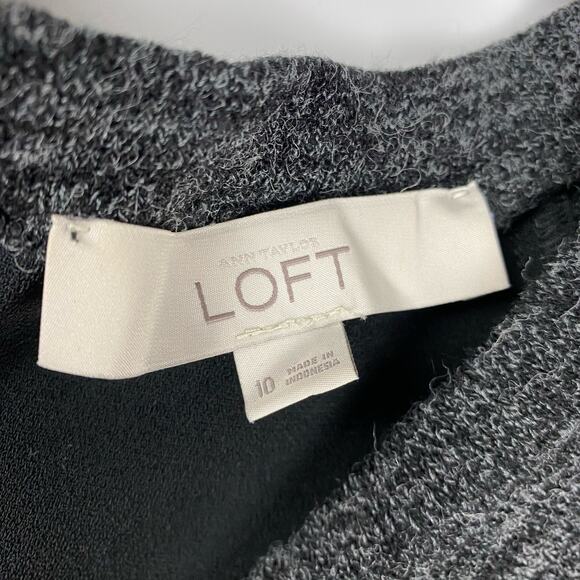 ANN TAYLOR
LOFT
10
MADE IN
INDONESIA